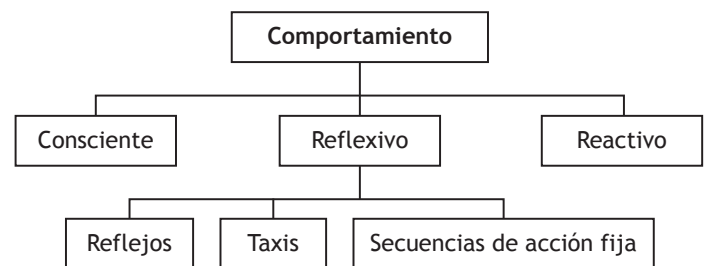 Comportamiento
Consciente
Reflexivo
Reactivo
Reflejos
Taxis
Secuencias de acción fija